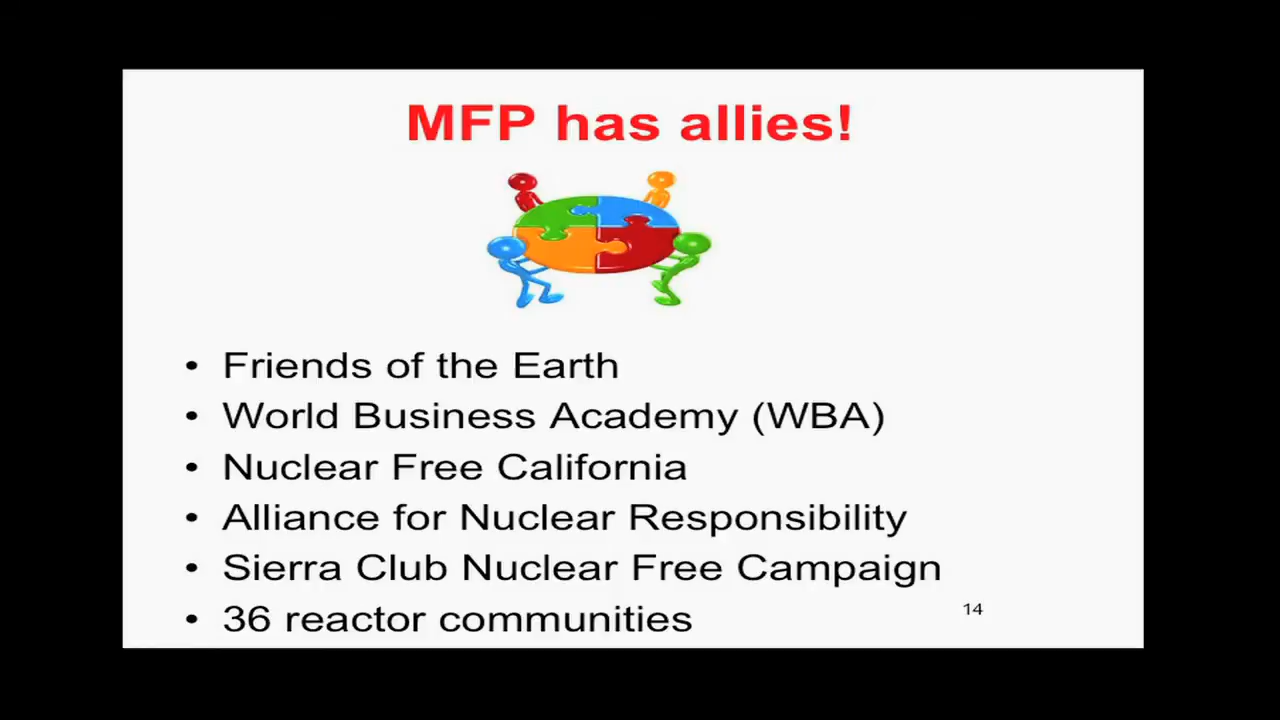 MFP has allies!
• Friends of the Earth
• World Business Academy (WBA)
• Nuclear Free California
• Alliance for Nuclear Responsibility
• Sierra Club Nuclear Free Campaign
• 36 reactor communities
14